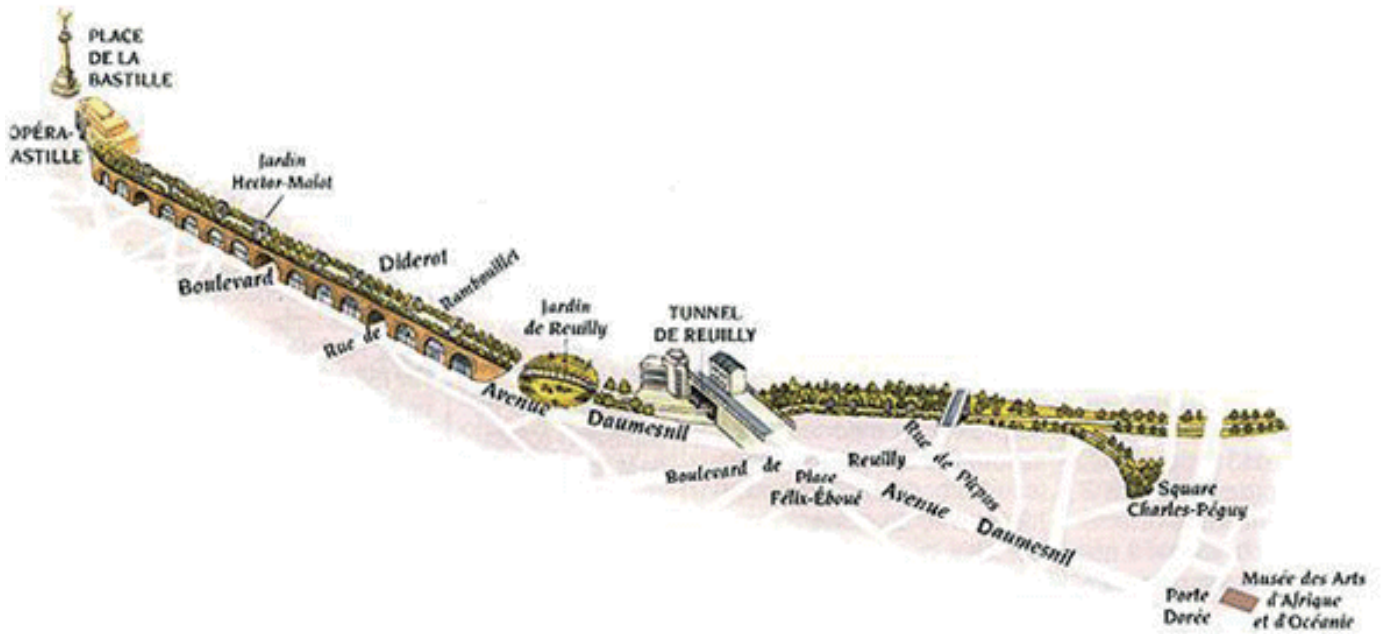 PLACE
DE LA
BASTILLE
OPÉRA-
ASTILLE
Jardin
Hector-Malot
Diderot
Boulevard
Rambouillet
Rue de
Jardin
de Reuilly
TUNNEL
DE REUILLY
Avenue
Daumesnil
Boulevard de
Reuilly
Rue de Picpus
Place
Félix-Éboué
Avenue
Daumesnil
Square
Charles-Péguy
Porte
Dorée
Musée des Arts
d'Afrique
et d'Océanie